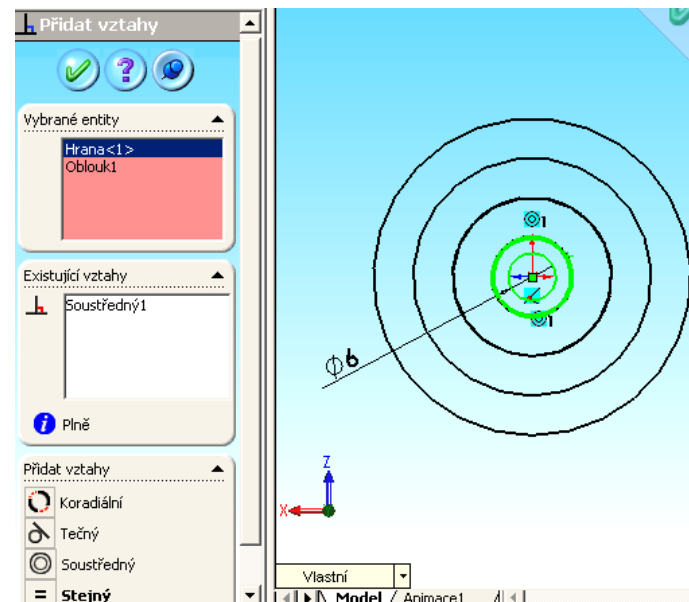 Přidat vztahy
Vybrané entity
Hrana<1>
Oblouk1
Existující vztahy
Soustředný1
Plně
Přidat vztahy
Koradiální
Tečný
Soustředný
= Stejný
1
1
Φ6
Z
X
Vlastní
Model / Animace1